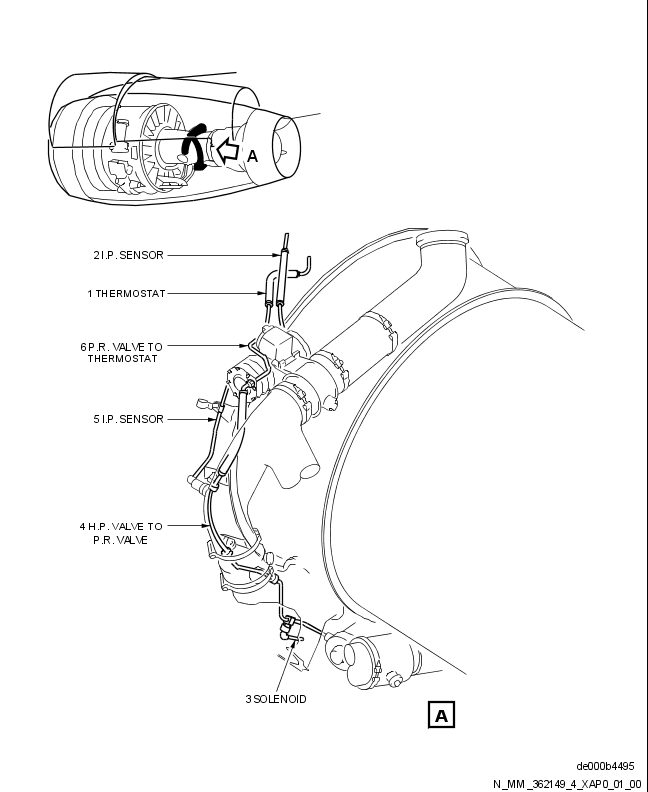 A
2 I.P. SENSOR
1 THERMOSTAT
6 P.R. VALVE TO
THERMOSTAT
5 I.P. SENSOR
4 H.P. VALVE TO
P.R. VALVE
3 SOLENOID
A
de000b4495
N_MM_362149_4_XAP0_01_00